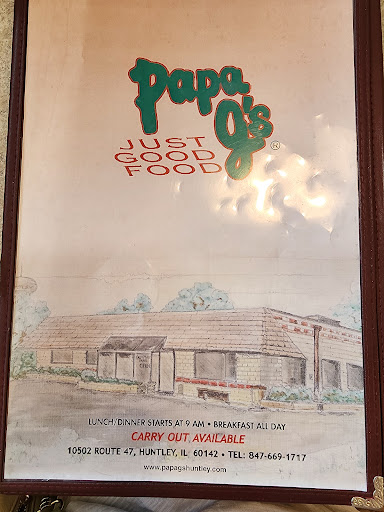 papa
g's®
JUST
GOOD
FOOD
LUNCH/DINNER STARTS AT 9 AM • BREAKFAST ALL DAY
CARRY OUT AVAILABLE
10502 ROUTE 47, HUNTLEY, IL 60142 • TEL: 847-669-1717
www.papagshuntley.com